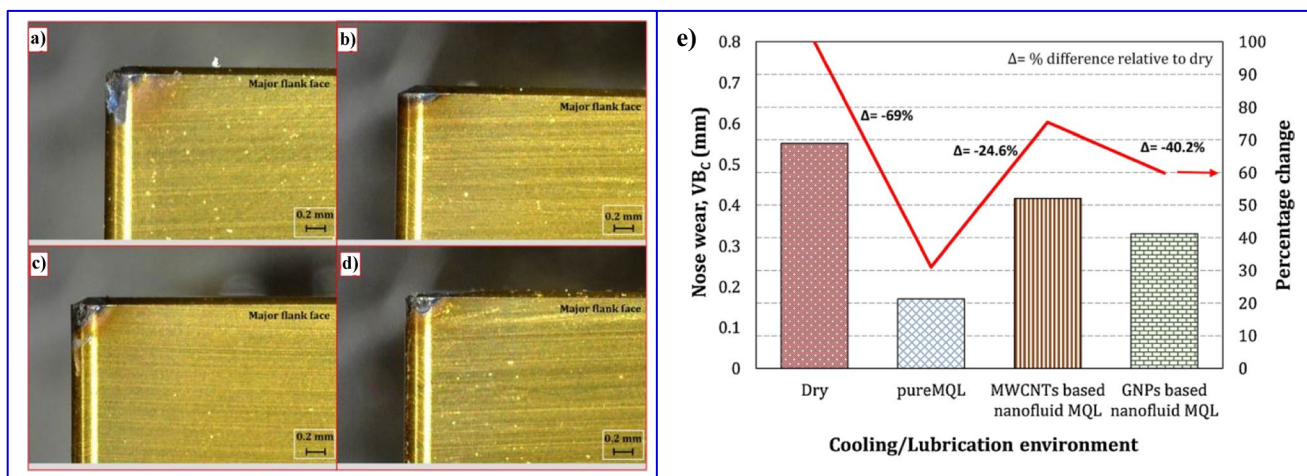 a)
Major flank face
0.2 mm
b)
Major flank face
0.2 mm
c)
Major flank face
0.2 mm
d)
Major flank face
0.2 mm
e)
Δ= % difference relative to dry
Nose wear, VBC (mm)
0.8
0.7
0.6
0.5
0.4
0.3
0.2
0.1
0
Δ= -69%
Δ= -24.6%
Δ= -40.2%
100
90
80
70
60
50
40
30
20
10
0
Percentage change
Dry
pureMQL
MWCNTs based
nanofluid MQL
GNPs based
nanofluid MQL
Cooling/Lubrication environment